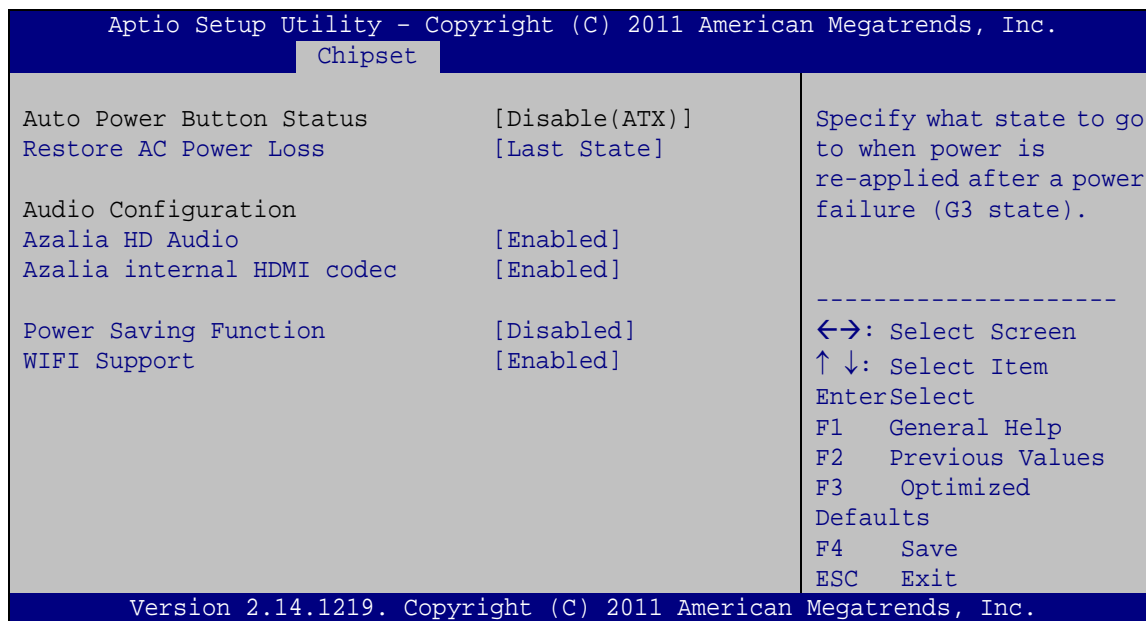 Aptio Setup Utility – Copyright (C) 2011 American Megatrends, Inc.
Chipset
Auto Power Button Status [Disable(ATX)]
Restore AC Power Loss [Last State]
Audio Configuration
Azalia HD Audio [Enabled]
Azalia internal HDMI codec [Enabled]
Power Saving Function [Disabled]
WIFI Support [Enabled]
Specify what state to go
to when power is
re-applied after a power
failure (G3 state).
---------------------
←→: Select Screen
↑ ↓: Select Item
EnterSelect
F1 General Help
F2 Previous Values
F3 Optimized
Defaults
F4 Save
ESC Exit
Version 2.14.1219. Copyright (C) 2011 American Megatrends, Inc.